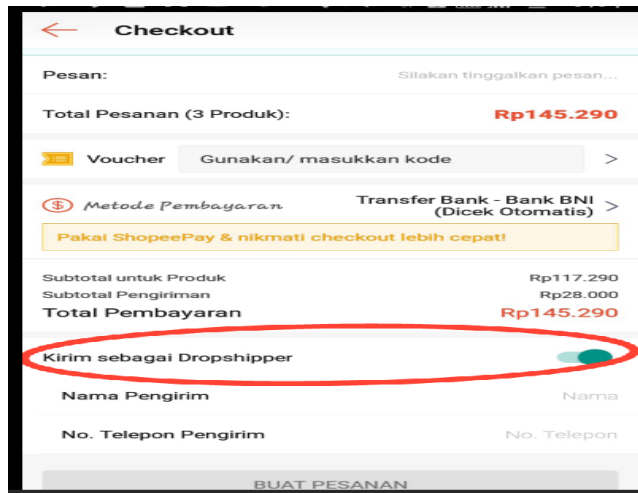 Checkout
Pesan: Silakan tinggalkan pesan...
Total Pesanan (3 Produk): Rp145.290
Voucher Gunakan/ masukkan kode >
Metode Pembayaran Transfer Bank - Bank BNI >
(Dicek Otomatis)
Pakai ShopeePay & nikmati checkout lebih cepat!
Subtotal untuk Produk Rp117.290
Subtotal Pengiriman Rp28.000
Total Pembayaran Rp145.290
Kirim sebagai Dropshipper
Nama Pengirim Nama
No. Telepon Pengirim No. Telepon
BUAT PESANAN